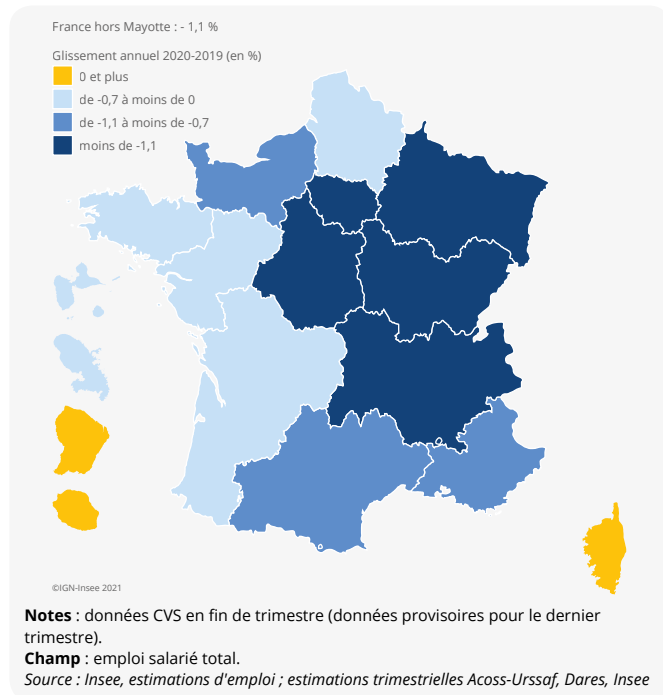 France hors Mayotte : - 1,1 %
Glissement annuel 2020-2019 (en %)
0 et plus
de -0,7 à moins de 0
de -1,1 à moins de -0,7
moins de -1,1
©IGN-Insee 2021
Notes : données CVS en fin de trimestre (données provisoires pour le dernier
trimestre).
Champ : emploi salarié total.
Source : Insee, estimations d'emploi ; estimations trimestrielles Acoss-Urssaf, Dares, Insee